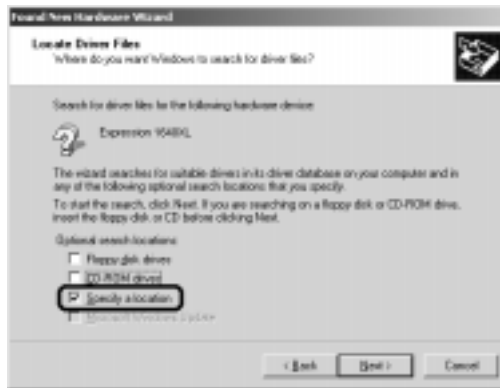 Found New Hardware Wizard
Locate Driver Files
Where do you want Windows to search for driver files?
Search for driver files for the following hardware device:
Expression 1640XL
The wizard searches for suitable drivers in its driver database on your computer and in
any of the following optional search locations that you specify.
To start the search, click Next. If you are searching on a floppy disk or CD-ROM drive,
insert the floppy disk or CD before clicking Next.
Optional search locations:
Floppy disk drives
CD-ROM drives
Specify a location
Microsoft Windows Update
< Back
Next >
Cancel